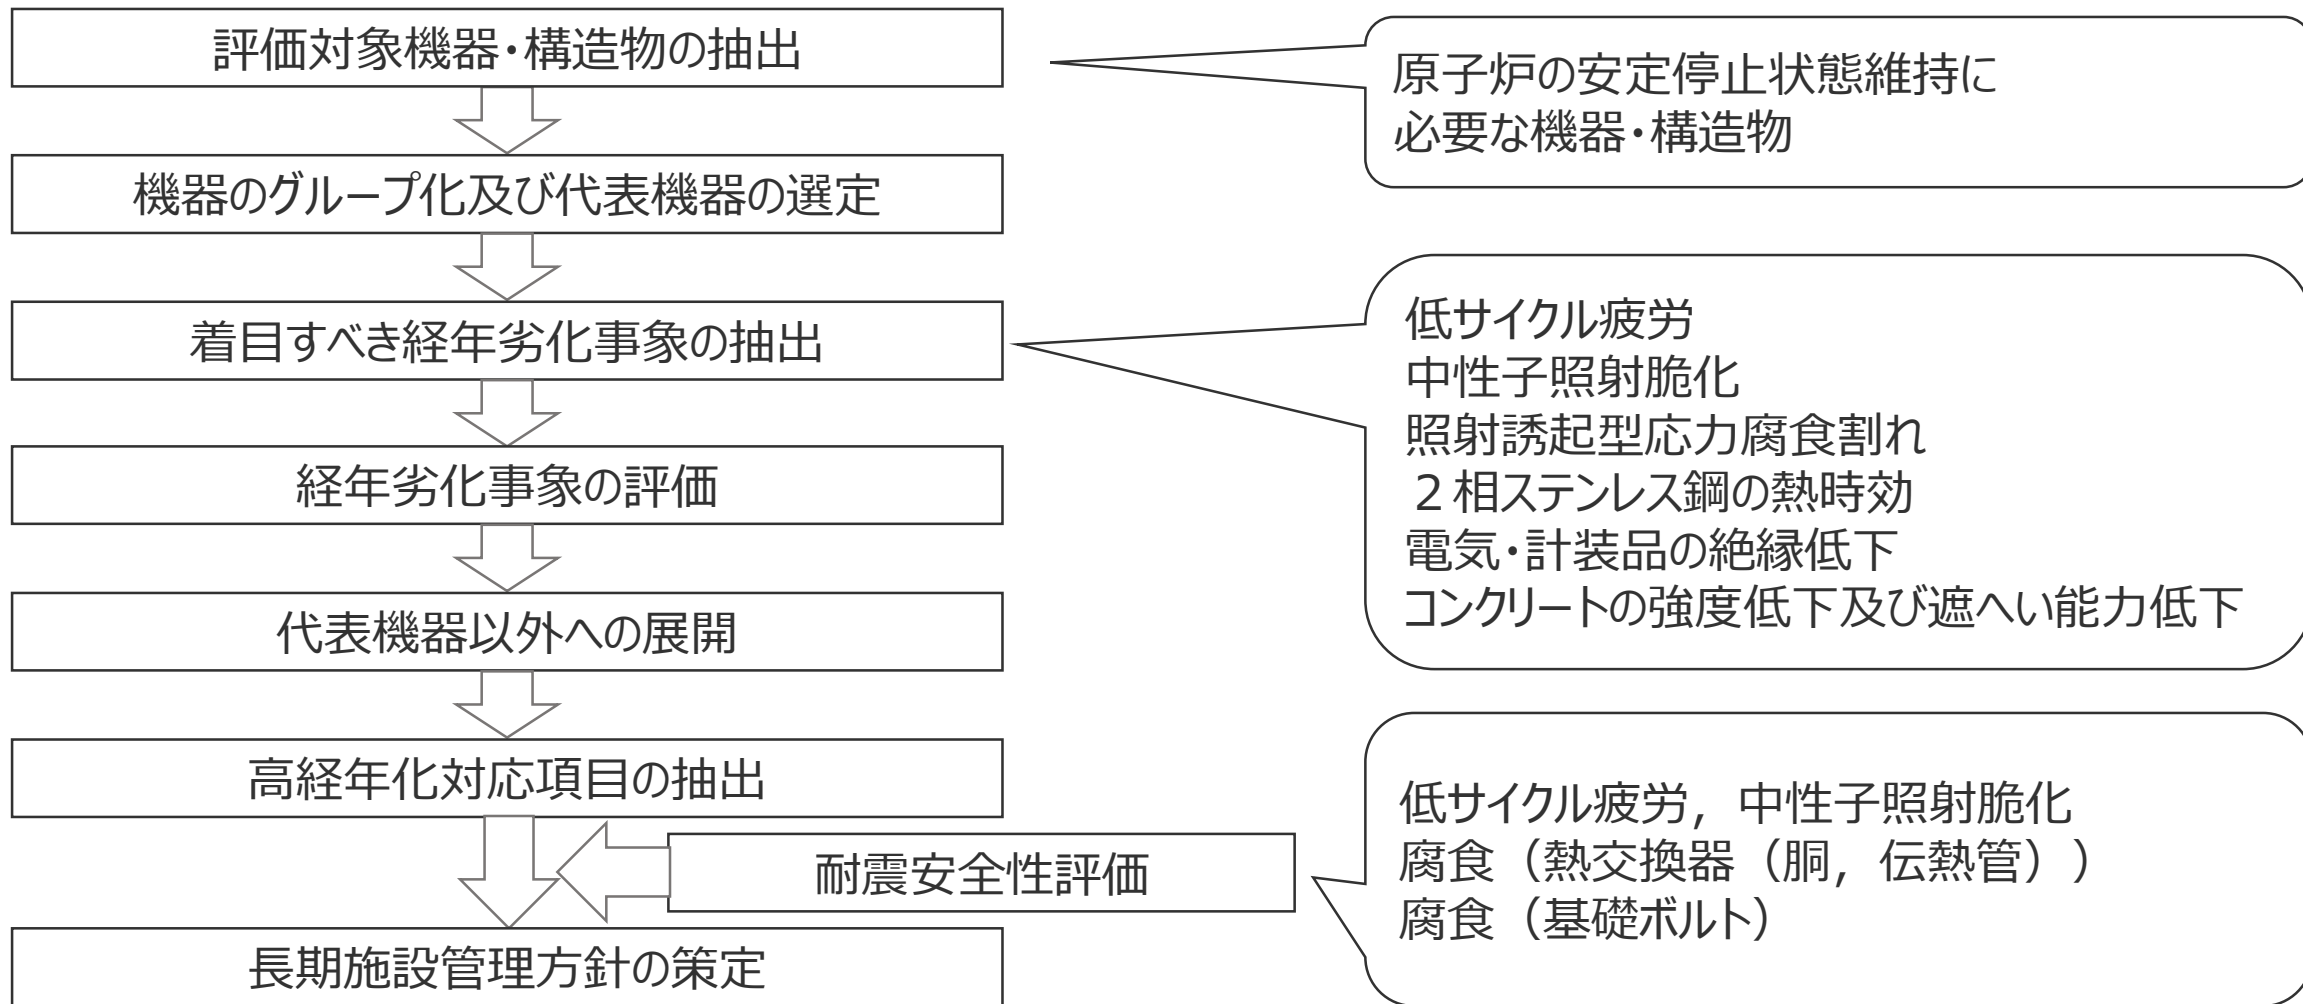 評価対象機器・構造物の抽出
原子炉の安定停止状態維持に
必要な機器・構造物
機器のグループ化及び代表機器の選定
着目すべき経年劣化事象の抽出
低サイクル疲労
中性子照射脆化
照射誘起型応力腐食割れ
２相ステンレス鋼の熱時効
電気・計装品の絶縁低下
コンクリートの強度低下及び遮へい能力低下
経年劣化事象の評価
代表機器以外への展開
高経年化対応項目の抽出
耐震安全性評価
低サイクル疲労，中性子照射脆化
腐食（熱交換器（胴，伝熱管））
腐食（基礎ボルト）
長期施設管理方針の策定